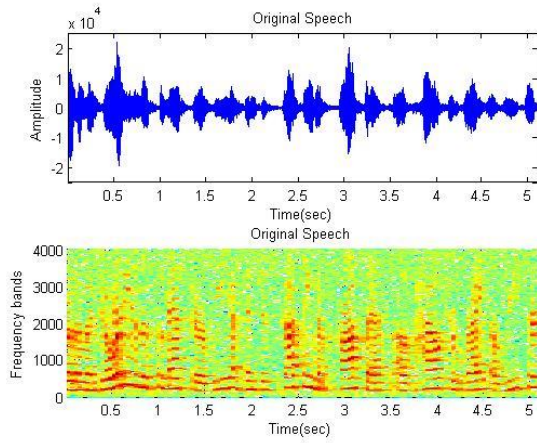 Original Speech
x 10^4
2
1
0
-1
-2
Amplitude
0.5 1 1.5 2 2.5 3 3.5 4 4.5 5
Time(sec)
Original Speech
4000
3000
2000
1000
0
Frequency bands
0.5 1 1.5 2 2.5 3 3.5 4 4.5 5
Time(sec)